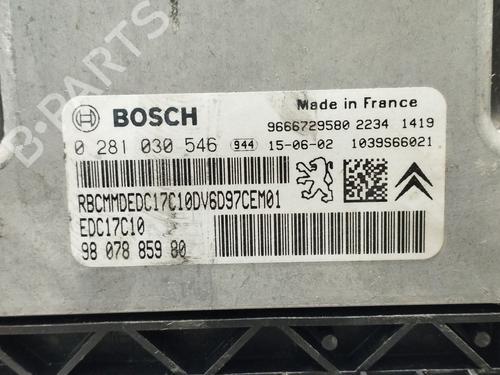 B-PARTS
BOSCH
Made in France
9666729580 2234 1419
0 281 030 546 944 15-06-02 1039S66021
RBCMMDEDC17C10DV6D97CEM01
EDC17C10
98 078 859 80